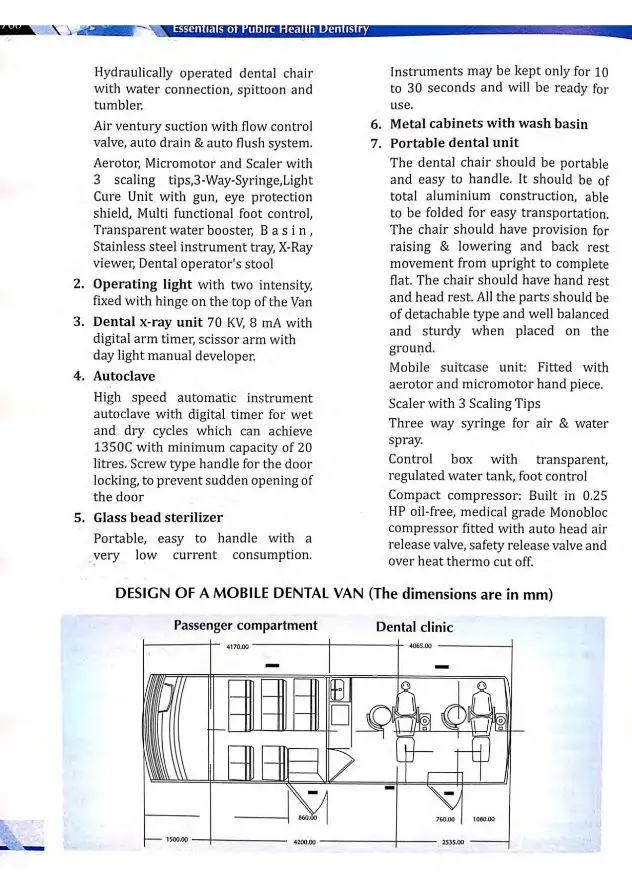 700
Essentials of Public Health Dentistry
Hydraulically operated dental chair
with water connection, spittoon and
tumbler.
Air ventury suction with flow control
valve, auto drain & auto flush system.
Aerotor, Micromotor and Scaler with
3 scaling tips,3-Way-Syringe,Light
Cure Unit with gun, eye protection
shield, Multi functional foot control,
Transparent water booster, B a s i n ,
Stainless steel instrument tray, X-Ray
viewer, Dental operator's stool
2. Operating light with two intensity,
fixed with hinge on the top of the Van
3. Dental x-ray unit 70 KV, 8 mA with
digital arm timer, scissor arm with
day light manual developer.
4. Autoclave
High speed automatic instrument
autoclave with digital timer for wet
and dry cycles which can achieve
1350C with minimum capacity of 20
litres. Screw type handle for the door
locking, to prevent sudden opening of
the door
5. Glass bead sterilizer
Portable, easy to handle with a
very low current consumption.
Instruments may be kept only for 10
to 30 seconds and will be ready for
use.
6. Metal cabinets with wash basin
7. Portable dental unit
The dental chair should be portable
and easy to handle. It should be of
total aluminium construction, able
to be folded for easy transportation.
The chair should have provision for
raising & lowering and back rest
movement from upright to complete
flat. The chair should have hand rest
and head rest. All the parts should be
of detachable type and well balanced
and sturdy when placed on the
ground.
Mobile suitcase unit: Fitted with
aerotor and micromotor hand piece.
Scaler with 3 Scaling Tips
Three way syringe for air & water
spray.
Control box with transparent,
regulated water tank, foot control
Compact compressor: Built in 0.25
HP oil-free, medical grade Monobloc
compressor fitted with auto head air
release valve, safety release valve and
over heat thermo cut off.
DESIGN OF A MOBILE DENTAL VAN (The dimensions are in mm)
Passenger compartment Dental clinic
4170.00 4065.00
860.00 760.00 1080.00
1500.00 4200.00 2535.00